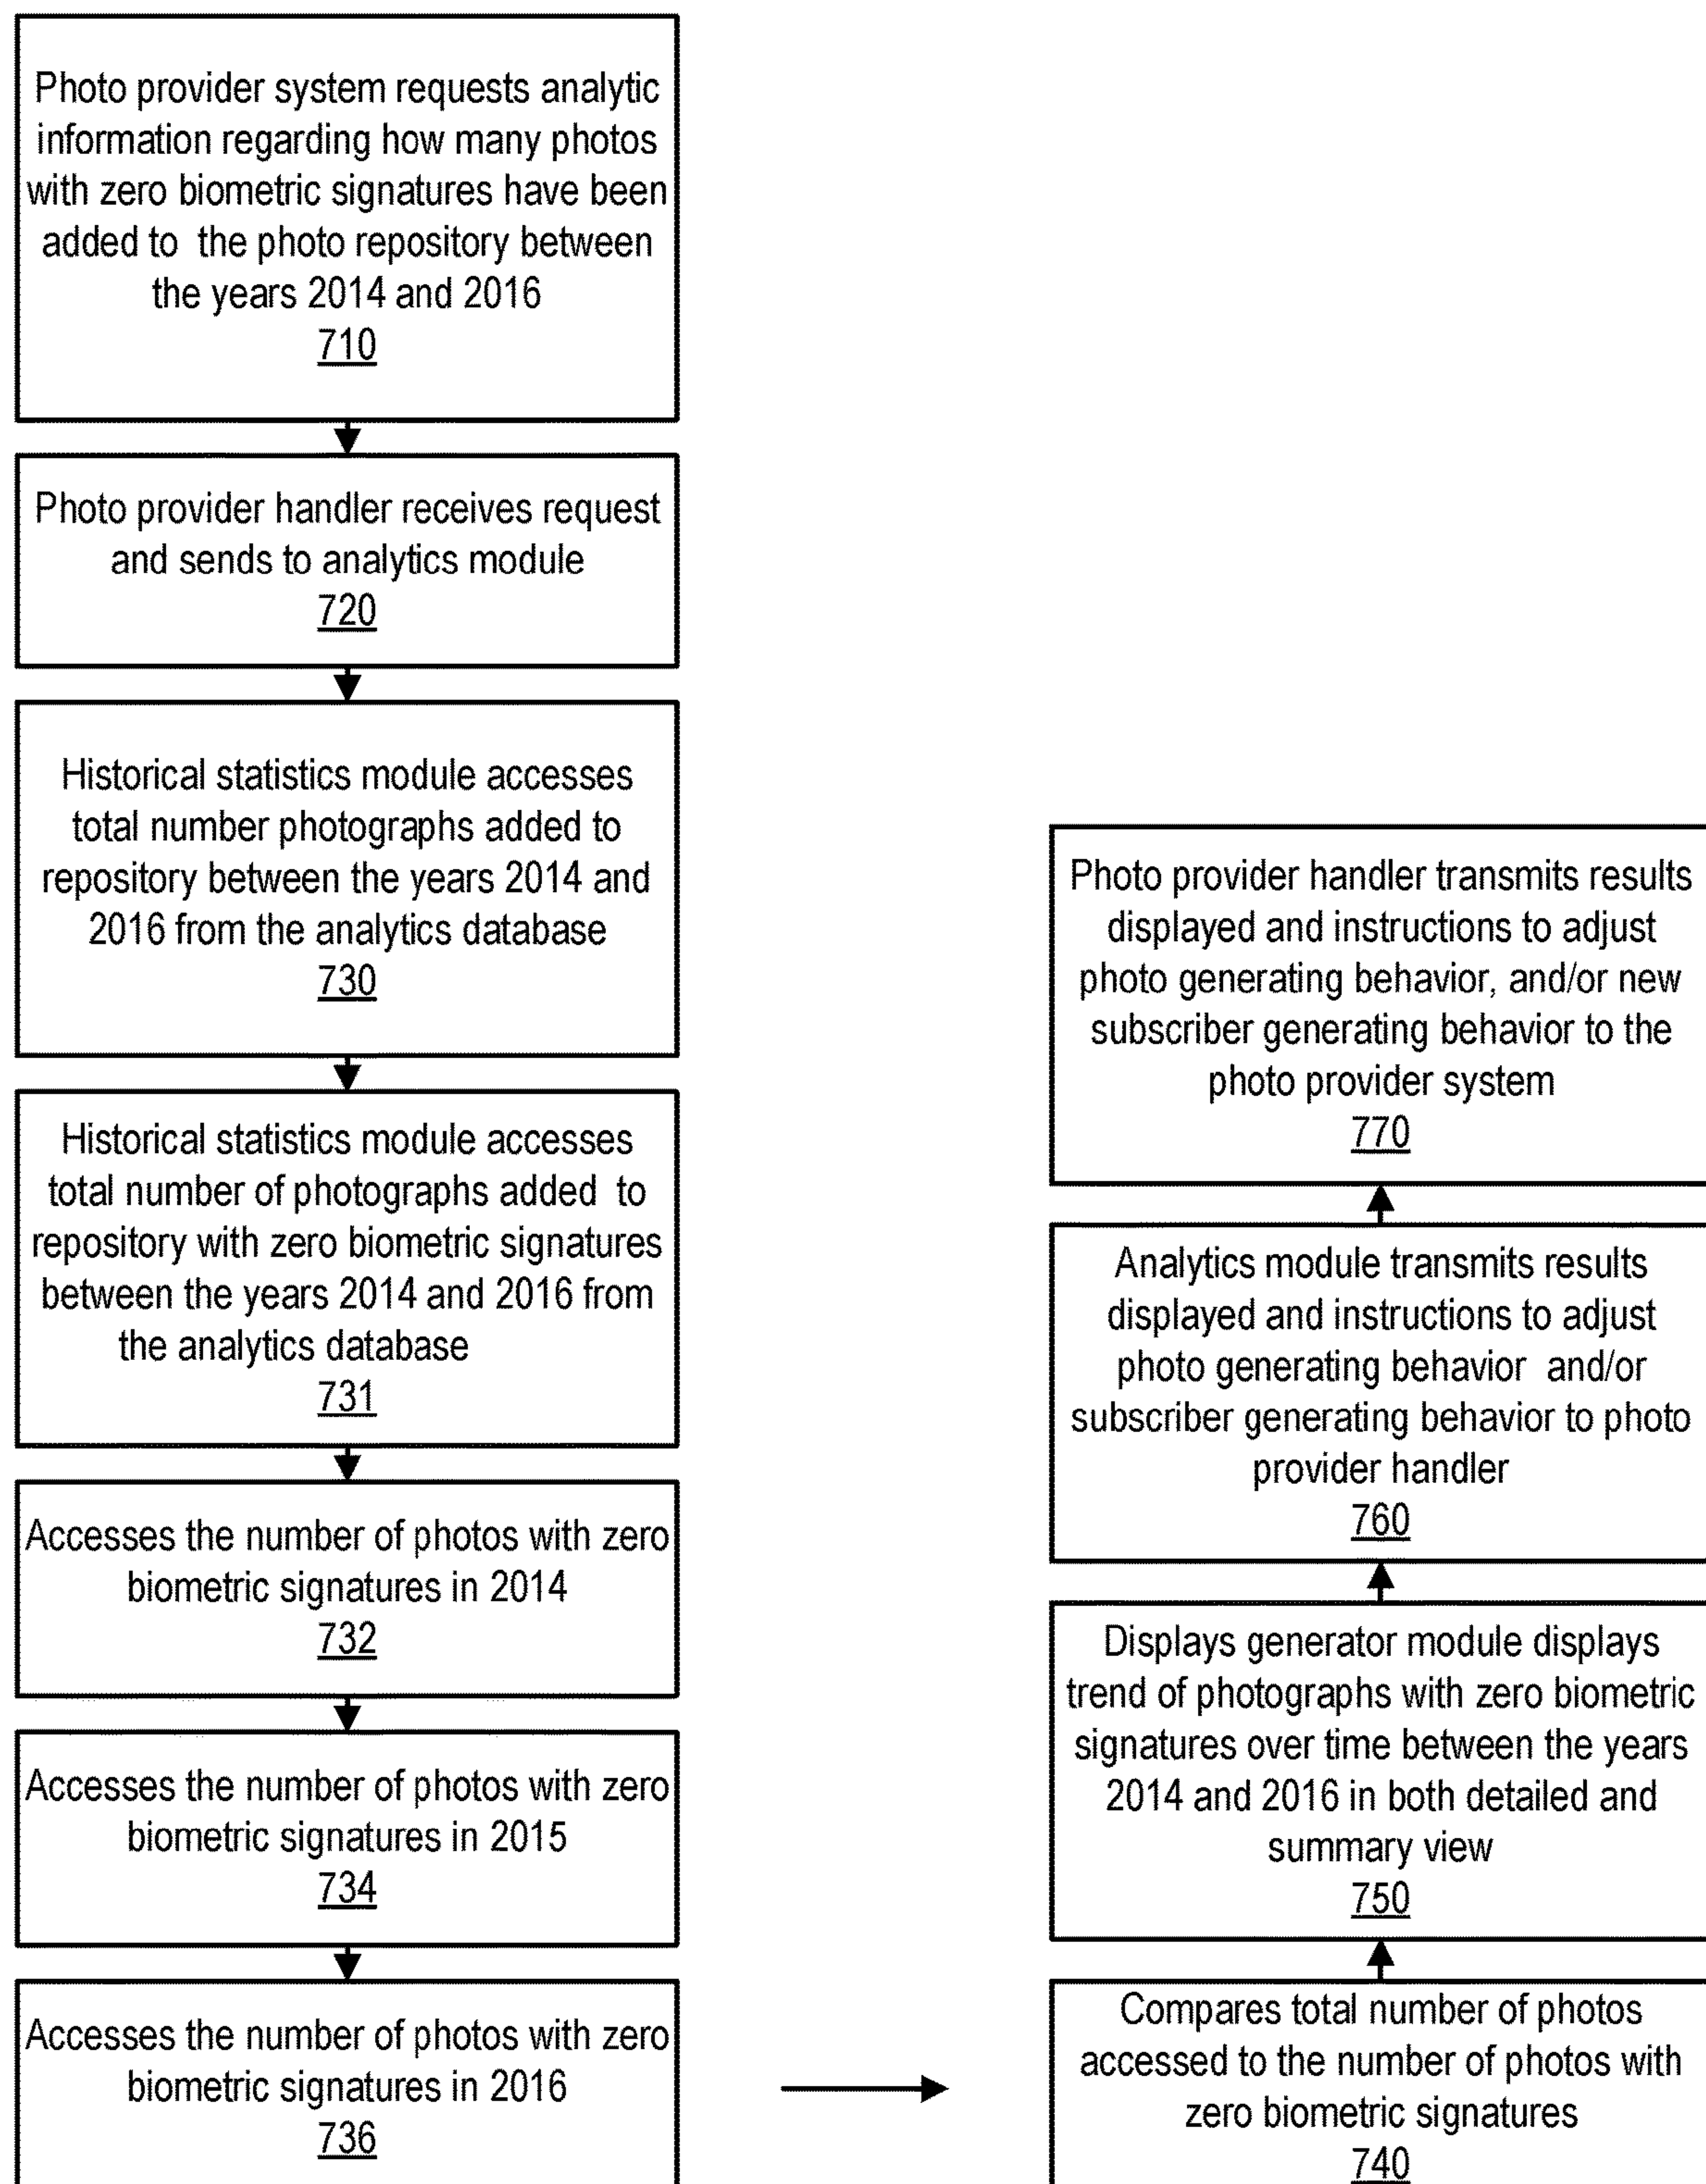 Photo provider system requests analytic
information regarding how many photos
with zero biometric signatures have been
added to the photo repository between
the years 2014 and 2016
710
Photo provider handler receives request
and sends to analytics module
720
Historical statistics module accesses
total number photographs added to
repository between the years 2014 and
2016 from the analytics database
730
Historical statistics module accesses
total number of photographs added to
repository with zero biometric signatures
between the years 2014 and 2016 from
the analytics database
731
Accesses the number of photos with zero
biometric signatures in 2014
732
Accesses the number of photos with zero
biometric signatures in 2015
734
Accesses the number of photos with zero
biometric signatures in 2016
736
Photo provider handler transmits results
displayed and instructions to adjust
photo generating behavior, and/or new
subscriber generating behavior to the
photo provider system
770
Analytics module transmits results
displayed and instructions to adjust
photo generating behavior and/or
subscriber generating behavior to photo
provider handler
760
Displays generator module displays
trend of photographs with zero biometric
signatures over time between the years
2014 and 2016 in both detailed and
summary view
750
Compares total number of photos
accessed to the number of photos with
zero biometric signatures
740